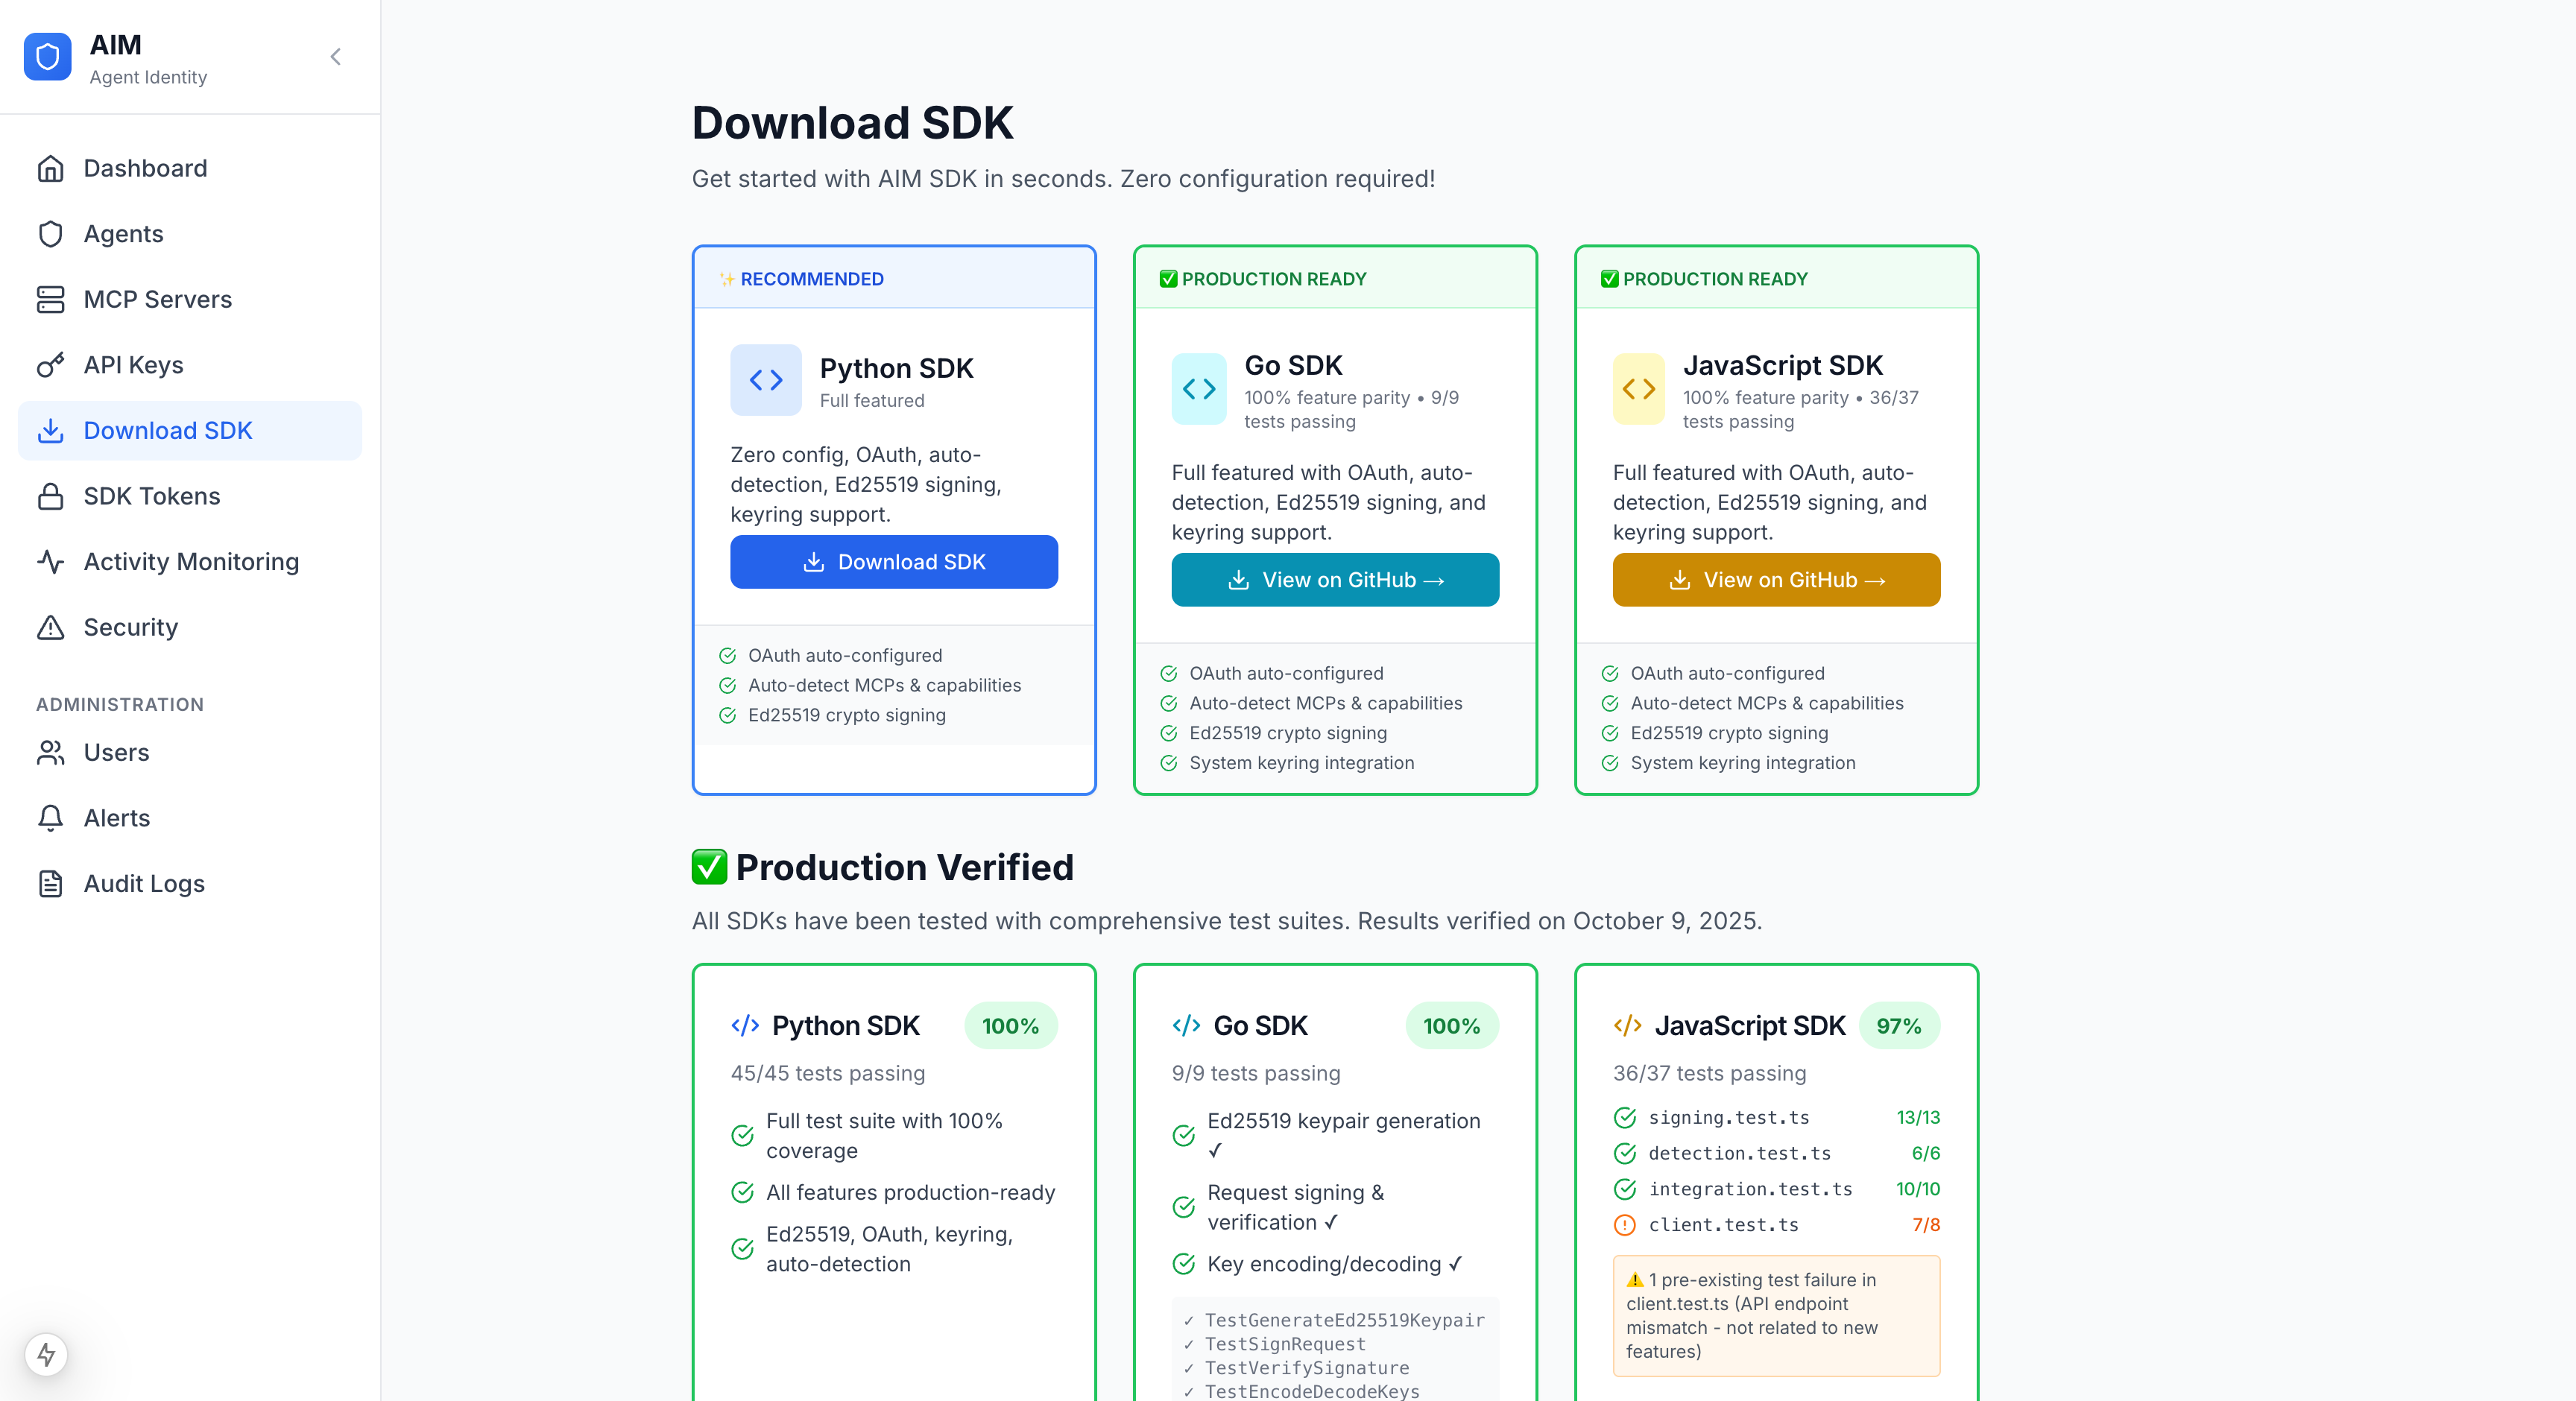 AIM
Agent Identity
Dashboard
Agents
MCP Servers
API Keys
Download SDK
SDK Tokens
Activity Monitoring
Security
ADMINISTRATION
Users
Alerts
Audit Logs
Download SDK
Get started with AIM SDK in seconds. Zero configuration required!
✨ RECOMMENDED
Python SDK
Full featured
Zero config, OAuth, auto-
detection, Ed25519 signing,
keyring support.
Download SDK
OAuth auto-configured
Auto-detect MCPs & capabilities
Ed25519 crypto signing
✅ PRODUCTION READY
Go SDK
100% feature parity • 9/9
tests passing
Full featured with OAuth, auto-
detection, Ed25519 signing, and
keyring support.
View on GitHub →
OAuth auto-configured
Auto-detect MCPs & capabilities
Ed25519 crypto signing
System keyring integration
✅ PRODUCTION READY
JavaScript SDK
100% feature parity • 36/37
tests passing
Full featured with OAuth, auto-
detection, Ed25519 signing, and
keyring support.
View on GitHub →
OAuth auto-configured
Auto-detect MCPs & capabilities
Ed25519 crypto signing
System keyring integration
✅ Production Verified
All SDKs have been tested with comprehensive test suites. Results verified on October 9, 2025.
Python SDK 100%
45/45 tests passing
Full test suite with 100%
coverage
All features production-ready
Ed25519, OAuth, keyring,
auto-detection
Go SDK 100%
9/9 tests passing
Ed25519 keypair generation
✓
Request signing &
verification ✓
Key encoding/decoding ✓
✓ TestGenerateEd25519Keypair
✓ TestSignRequest
✓ TestVerifySignature
✓ TestEncodeDecodeKeys
JavaScript SDK 97%
36/37 tests passing
signing.test.ts 13/13
detection.test.ts 6/6
integration.test.ts 10/10
client.test.ts 7/8
⚠️ 1 pre-existing test failure in
client.test.ts (API endpoint
mismatch - not related to new
features)